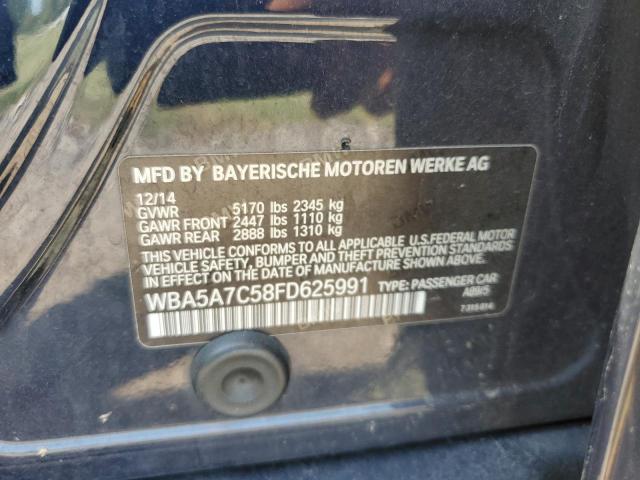 MFD BY BAYERISCHE MOTOREN WERKE AG
12/14
GVWR 5170 lbs 2345 kg
GAWR FRONT 2447 lbs 1110 kg
GAWR REAR 2888 lbs 1310 kg
THIS VEHICLE CONFORMS TO ALL APPLICABLE U.S.FEDERAL MOTOR
VEHICLE SAFETY, BUMPER, AND THEFT PREVENTION STANDARDS
IN EFFECT ON THE DATE OF MANUFACTURE SHOWN ABOVE.
WBA5A7C58FD625991 TYPE: PASSENGER CAR